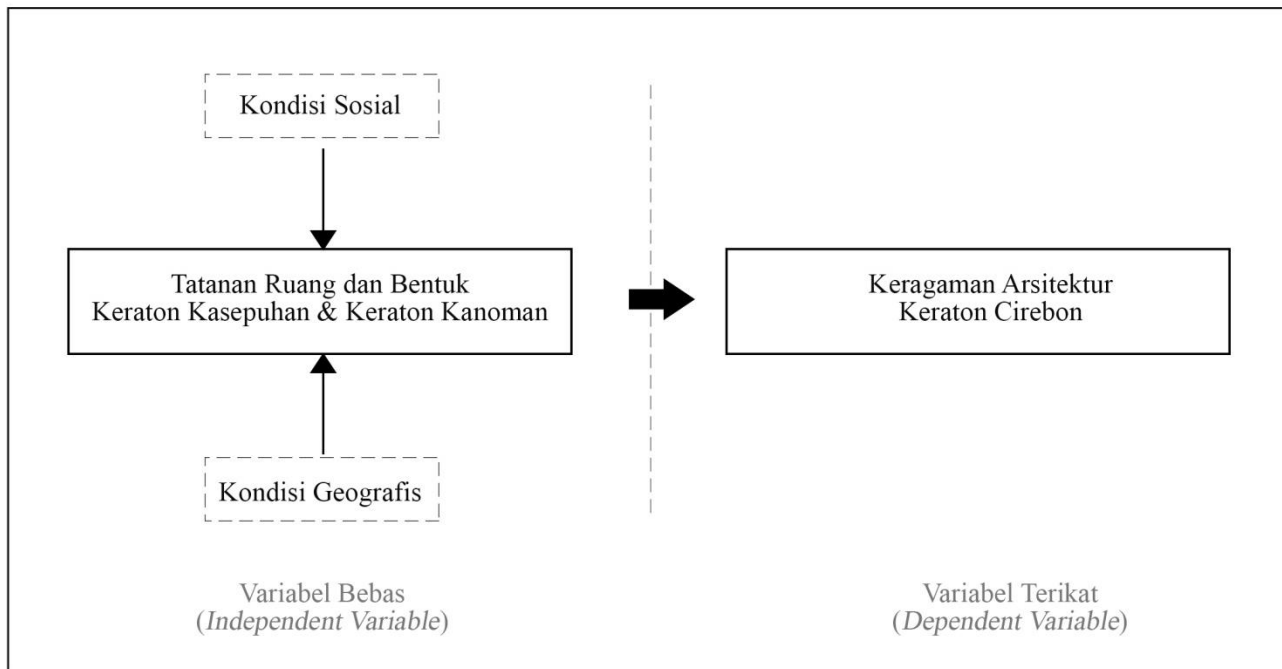 Kondisi Sosial
Tatanan Ruang dan Bentuk
Keraton Kasepuhan & Keraton Kanoman
Keragaman Arsitektur
Keraton Cirebon
Kondisi Geografis
Variabel Bebas
(Independent Variable)
Variabel Terikat
(Dependent Variable)